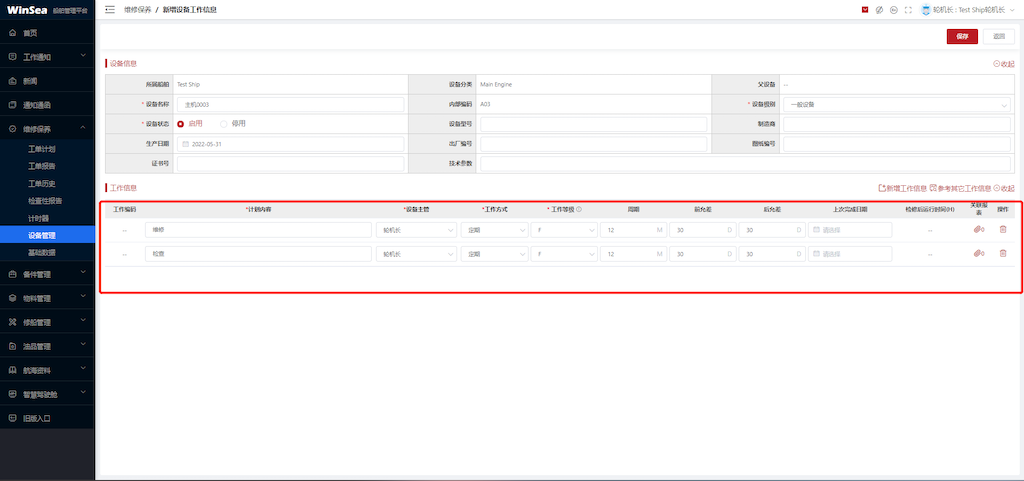 WinSea 船舶管理平台
维修保养 / 新增设备工作信息
轮机长 : Test Ship轮机长
首页
工作通知
新闻
通知通函
维修保养
工单计划
工单报告
工单历史
检查性报告
计时器
设备管理
基础数据
备件管理
物料管理
修船管理
油品管理
航海资料
智慧驾驶舱
旧版入口
保存 返回
设备信息 收起
所属船舶 Test Ship 设备分类 Main Engine 父设备 --
* 设备名称 主机0003 内部编码 A03 * 设备级别 一般设备
* 设备状态 启用 停用 设备型号 制造商
生产日期 2022-05-31 出厂编号 图纸编号
证书号 技术参数
工作信息 新增工作信息 参考其它工作信息 收起
工作编码 *计划内容 *设备主管 *工作方式 * 工作等级 周期 前允差 后允差 上次完成日期 检修后运行时间(H) 关联报表 操作
-- 维修 轮机长 定期 F 12 M 30 D 30 D 请选择 -- 0
-- 检查 轮机长 定期 F 12 M 30 D 30 D 请选择 -- 0